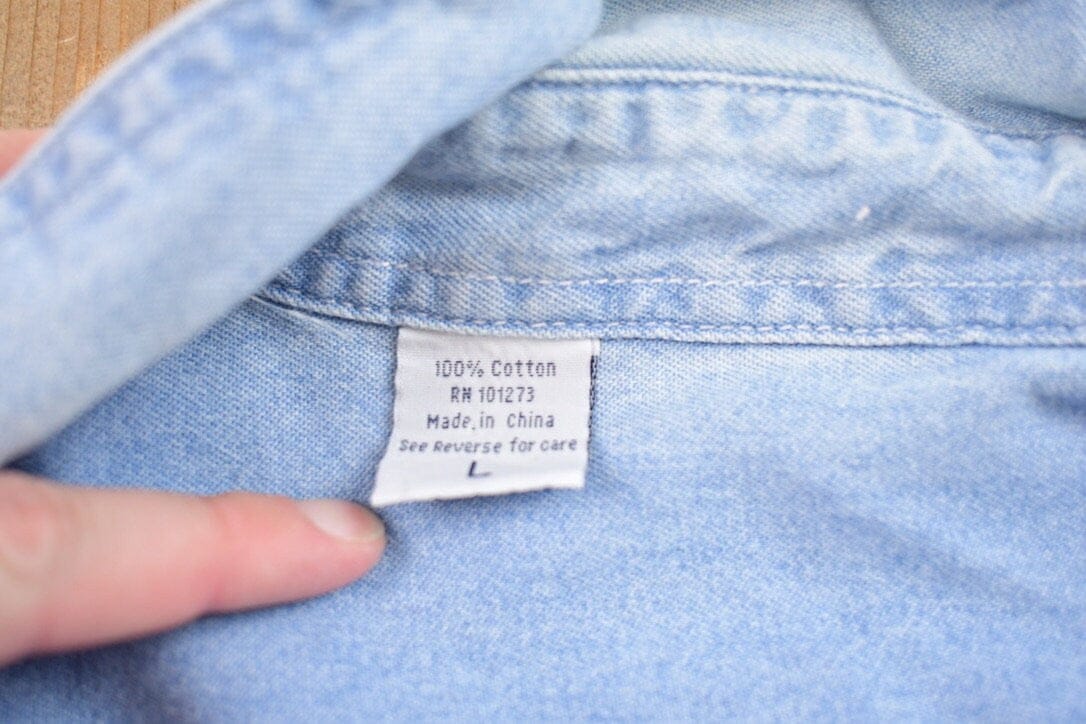 100% Cotton
RN 101273
Made in China
See Reverse for care
L